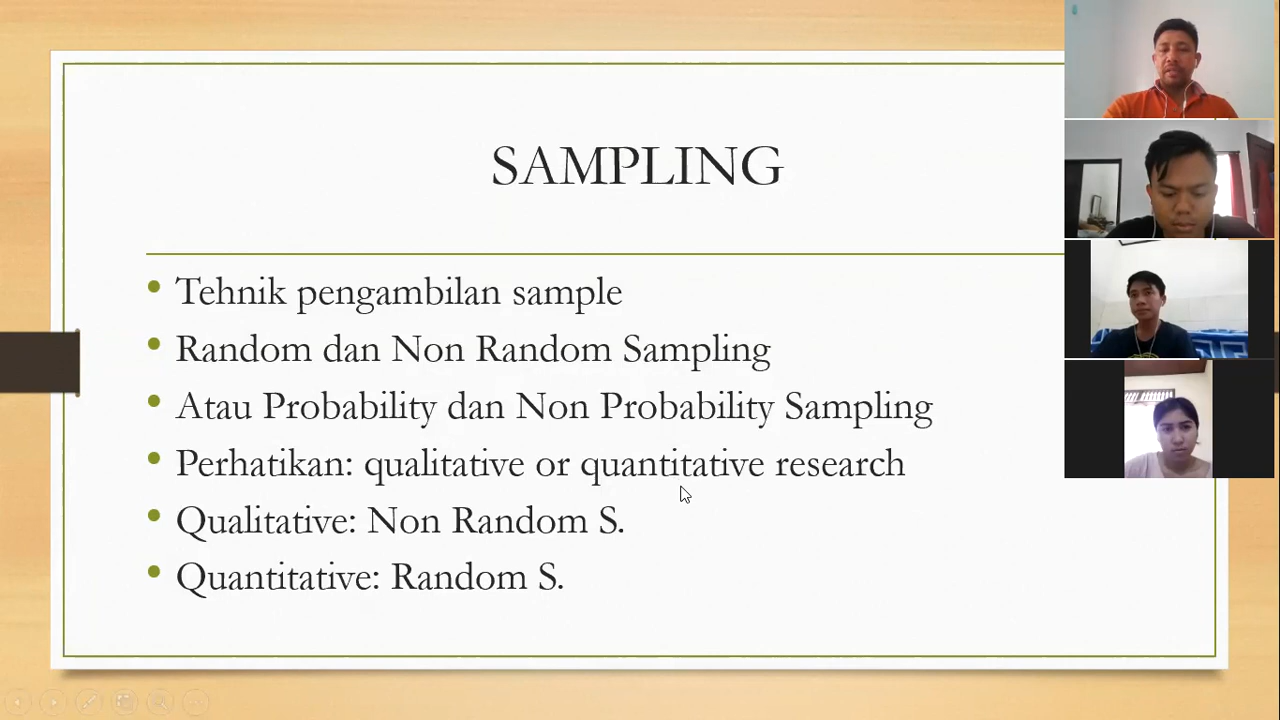 SAMPLING
Tehnik pengambilan sample
Random dan Non Random Sampling
Atau Probability dan Non Probability Sampling
Perhatikan: qualitative or quantitative research
Qualitative: Non Random S.
Quantitative: Random S.